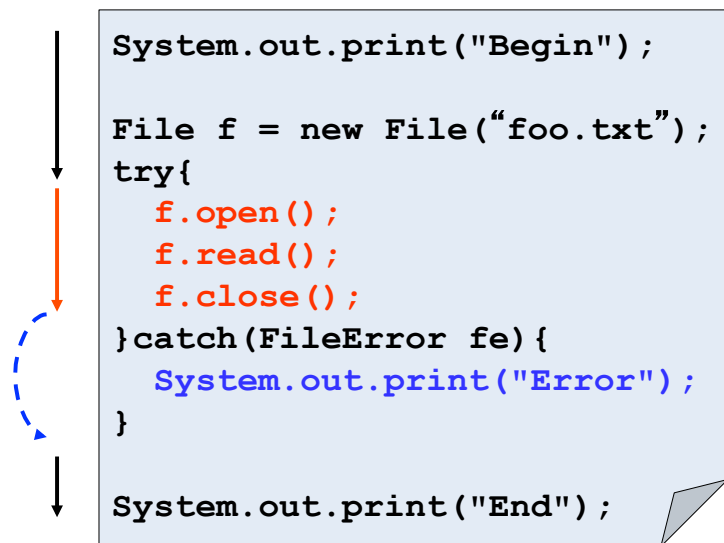 System.out.print("Begin");
File f = new File(“foo.txt”);
try{
f.open();
f.read();
f.close();
}catch(FileError fe){
System.out.print("Error");
}
System.out.print("End");